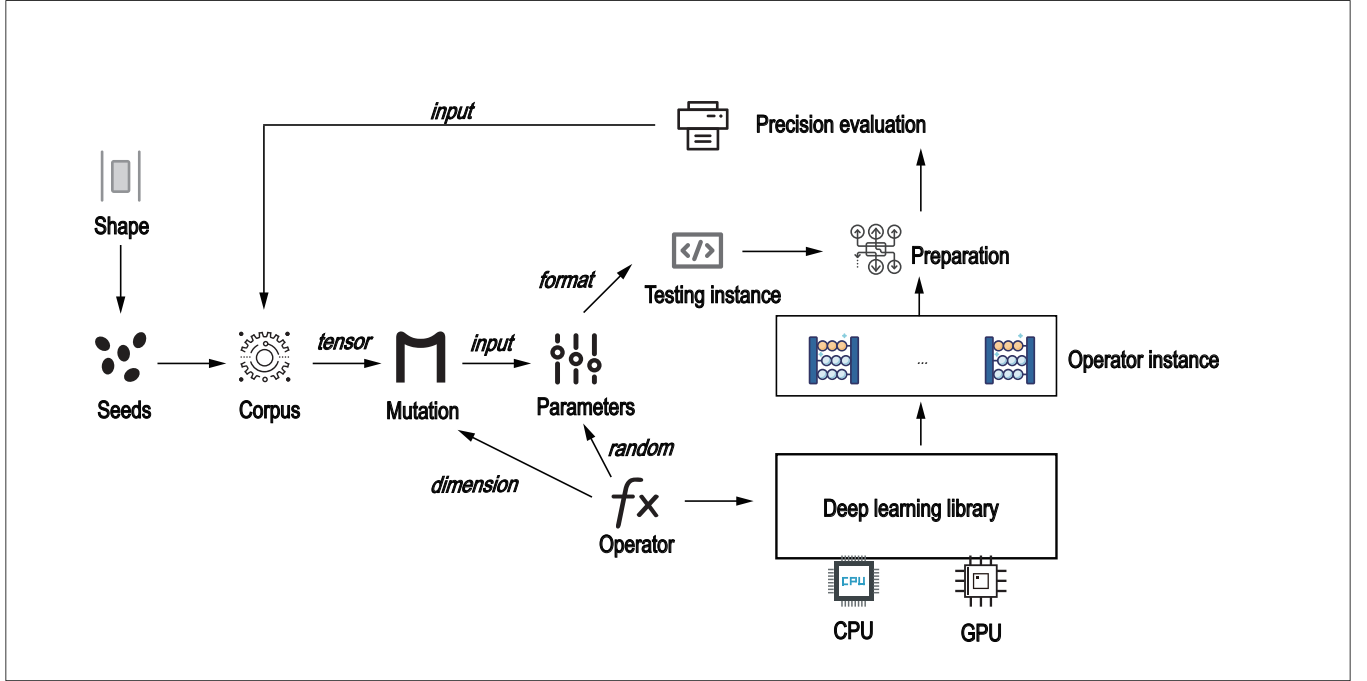 input
Precision evaluation
Shape
</>
Preparation
format
Testing instance
tensor
input
...
Operator instance
Seeds
Corpus
Mutation
Parameters
random
dimension
fx
Deep learning library
Operator
CPU
CPU
GPU